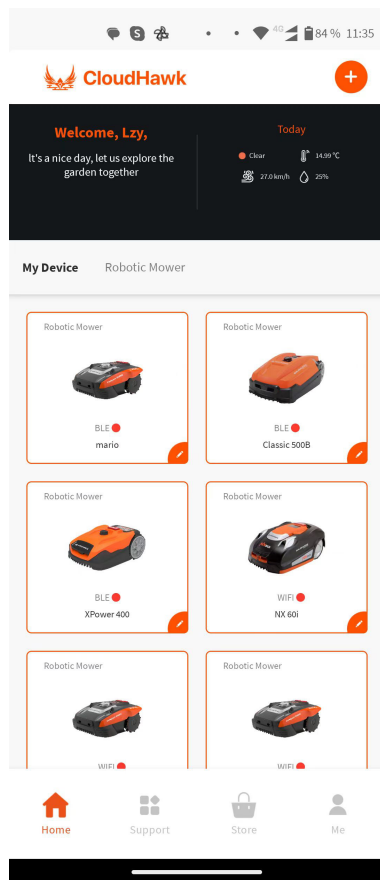 4G 84 % 11:35
CloudHawk
Welcome, Lzy,
It's a nice day, let us explore the
garden together
Today
Clear 14.99 °C
27.0 km/h 25%
My Device Robotic Mower
Robotic Mower Robotic Mower
BLE BLE
mario Classic 500B
Robotic Mower Robotic Mower
BLE WIFI
XPower 400 NX 60i
Robotic Mower Robotic Mower
WIFI WIFI
Home Support Store Me